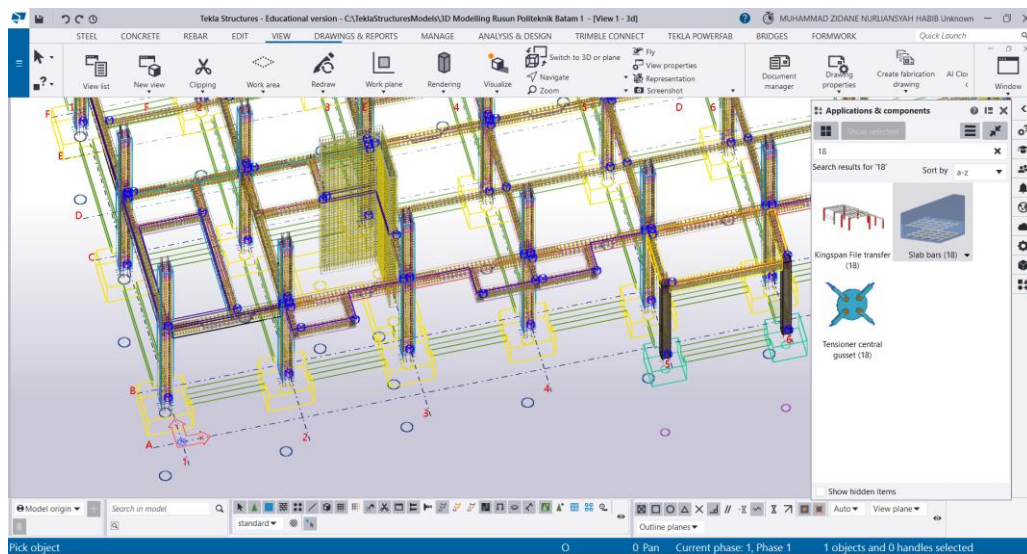 Tekla Structures - Educational version - C:\TeklaStructuresModels\3D Modelling Rusun Politeknik Batam 1 - [View 1 - 3d]
MUHAMMAD ZIDANE NURLIANSYAH HABIB Unknown
STEEL CONCRETE REBAR EDIT VIEW DRAWINGS & REPORTS MANAGE ANALYSIS & DESIGN TRIMBLE CONNECT TEKLA POWERFAB BRIDGES FORMWORK Quick Launch
Switch to 3D or plane
Navigate
Zoom
Fly
View properties
Representation
Screenshot
View list New view Clipping Work area Redraw Work plane Rendering Visualize
Document manager
Drawing properties
Create fabrication drawing
AI Clo
Window
F F 3 E 4 5 D 6
E
D
C
B
A
1 2 3 4 5 6
Applications & components
Show selected
18
Search results for '18' Sort by a-z
Kingspan File transfer (18)
Slab bars (18)
Tensioner central gusset (18)
Show hidden items
Model origin
Search in model
standard
Auto View plane
Outline planes
Pick object O 0 Pan Current phase: 1, Phase 1 1 objects and 0 handles selected